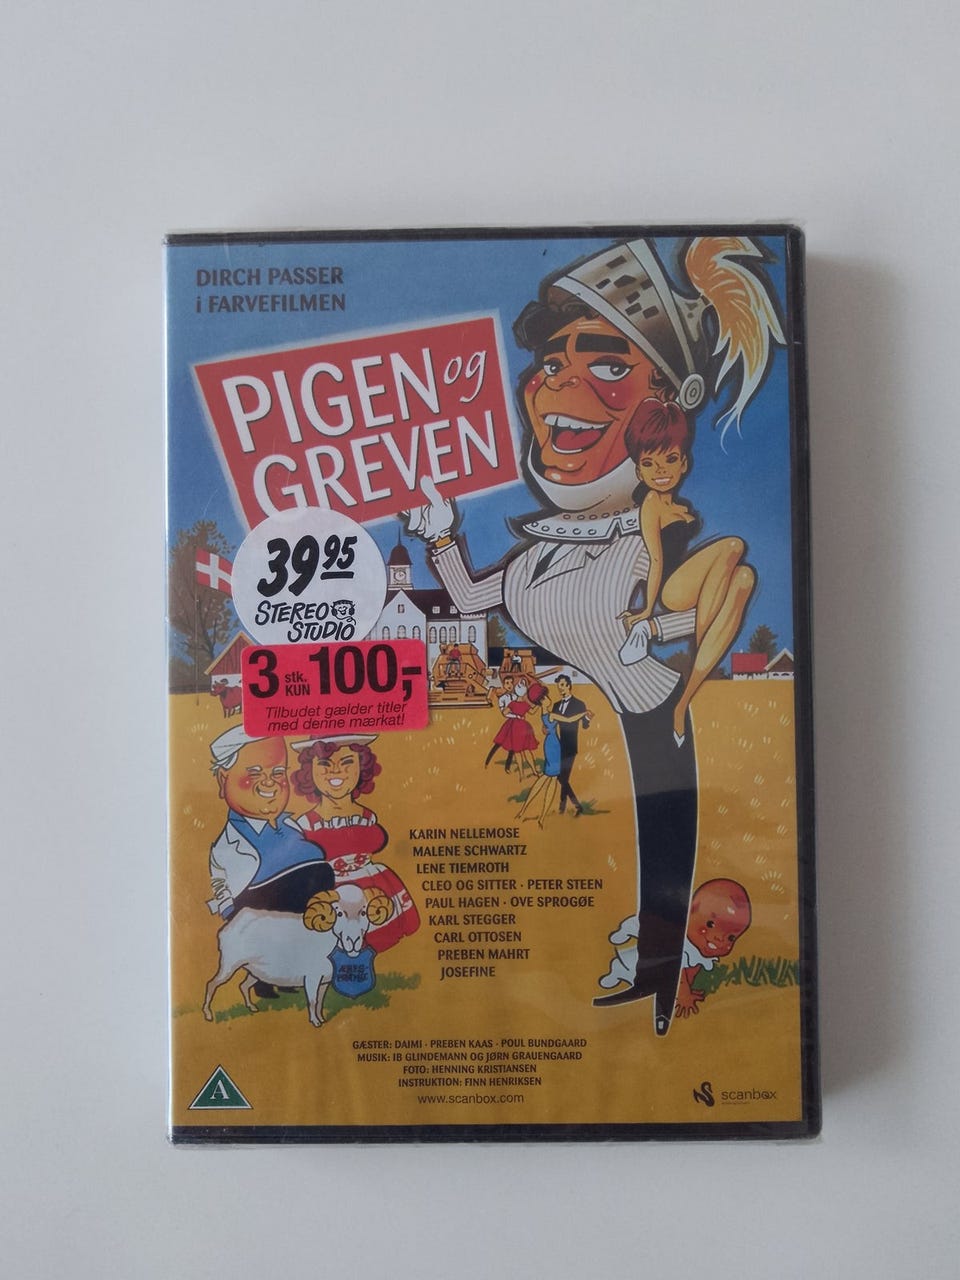 DIRCH PASSER
i FARVEFILMEN
PIGEN og
GREVEN
39 95
STEREO
STUDIO
3 stk. KUN 100,-
Tilbudet gælder titler
med denne mærkat!
KARIN NELLEMOSE
MALENE SCHWARTZ
LENE TIEMROTH
CLEO OG SITTER · PETER STEEN
PAUL HAGEN · OVE SPROGØE
KARL STEGGER
CARL OTTOSEN
PREBEN MAHRT
JOSEFINE
GÆSTER: DAIMI · PREBEN KAAS · POUL BUNDGAARD
MUSIK: IB GLINDEMANN OG JØRN GRAUENGAARD
FOTO: HENNING KRISTIANSEN
INSTRUKTION: FINN HENRIKSEN
www.scanbox.com
A
scanbox